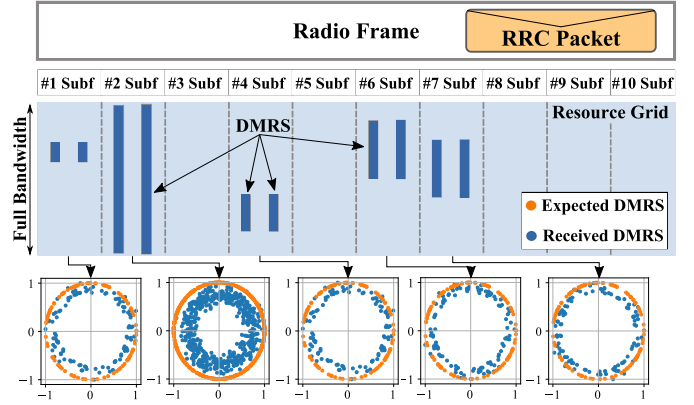 Radio Frame
RRC Packet
#1 Subf #2 Subf #3 Subf #4 Subf #5 Subf #6 Subf #7 Subf #8 Subf #9 Subf #10 Subf
Full Bandwidth
Resource Grid
DMRS
Expected DMRS
Received DMRS
1 1 1 1 1
0 0 0 0 0
−1 −1 −1 −1 −1
−1 0 1 −1 0 1 −1 0 1 −1 0 1 −1 0 1